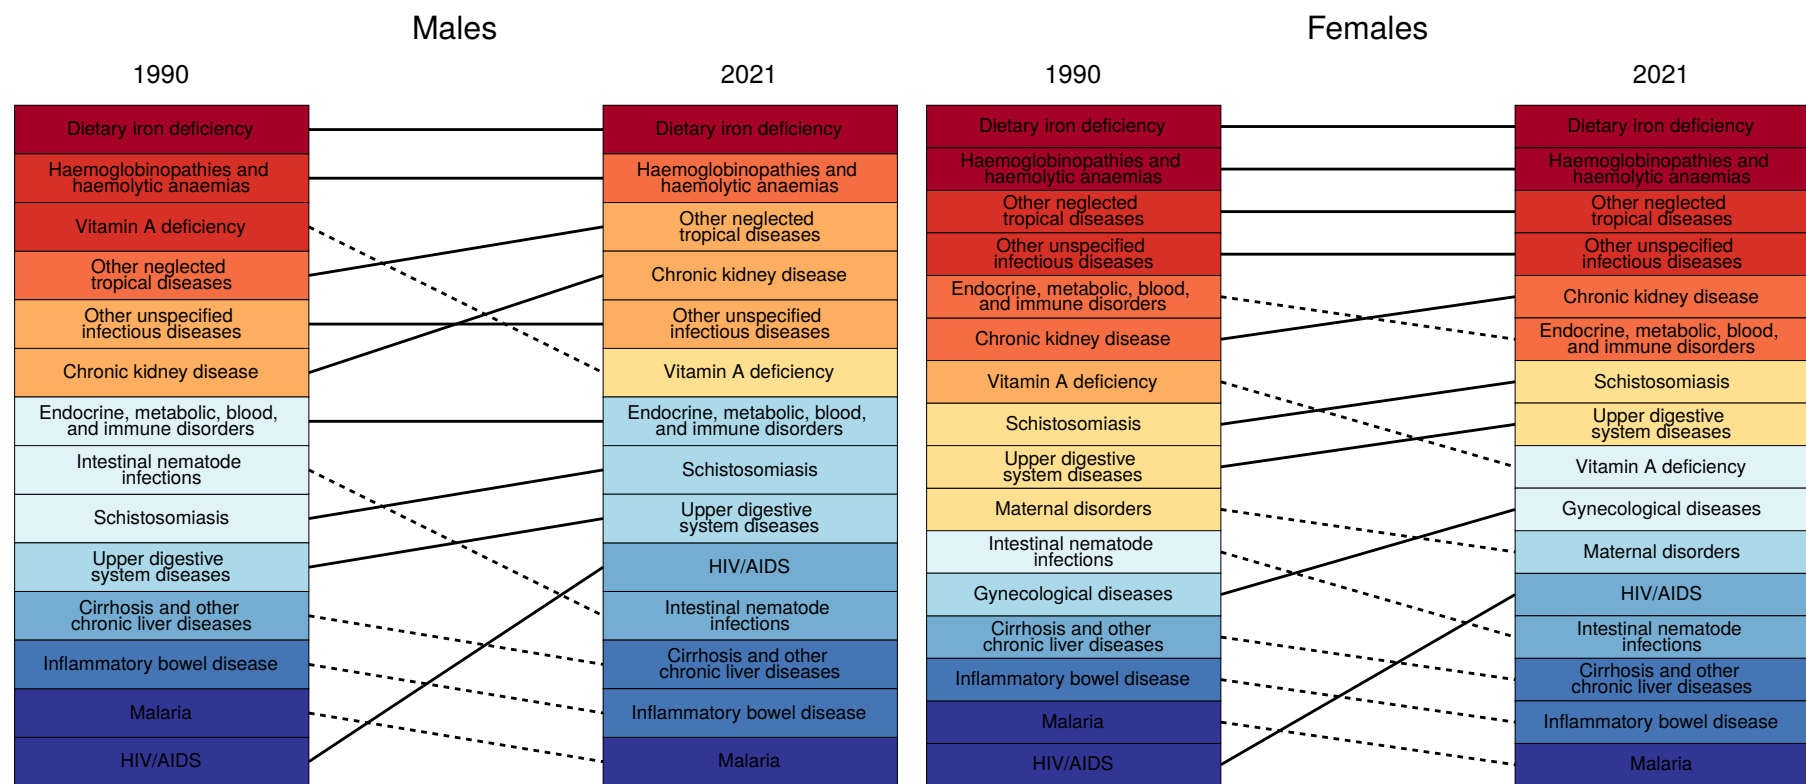 Males
1990
2021
Dietary iron deficiency
Haemoglobinopathies and
haemolytic anaemias
Vitamin A deficiency
Other neglected
tropical diseases
Other unspecified
infectious diseases
Chronic kidney disease
Endocrine, metabolic, blood,
and immune disorders
Intestinal nematode
infections
Schistosomiasis
Upper digestive
system diseases
Cirrhosis and other
chronic liver diseases
Inflammatory bowel disease
Malaria
HIV/AIDS
Dietary iron deficiency
Haemoglobinopathies and
haemolytic anaemias
Other neglected
tropical diseases
Chronic kidney disease
Other unspecified
infectious diseases
Vitamin A deficiency
Endocrine, metabolic, blood,
and immune disorders
Schistosomiasis
Upper digestive
system diseases
HIV/AIDS
Intestinal nematode
infections
Cirrhosis and other
chronic liver diseases
Inflammatory bowel disease
Malaria
Females
1990
2021
Dietary iron deficiency
Haemoglobinopathies and
haemolytic anaemias
Other neglected
tropical diseases
Other unspecified
infectious diseases
Endocrine, metabolic, blood,
and immune disorders
Chronic kidney disease
Vitamin A deficiency
Schistosomiasis
Upper digestive
system diseases
Maternal disorders
Intestinal nematode
infections
Gynecological diseases
Cirrhosis and other
chronic liver diseases
Inflammatory bowel disease
Malaria
HIV/AIDS
Dietary iron deficiency
Haemoglobinopathies and
haemolytic anaemias
Other neglected
tropical diseases
Other unspecified
infectious diseases
Chronic kidney disease
Endocrine, metabolic, blood,
and immune disorders
Schistosomiasis
Upper digestive
system diseases
Vitamin A deficiency
Gynecological diseases
Maternal disorders
HIV/AIDS
Intestinal nematode
infections
Cirrhosis and other
chronic liver diseases
Inflammatory bowel disease
Malaria